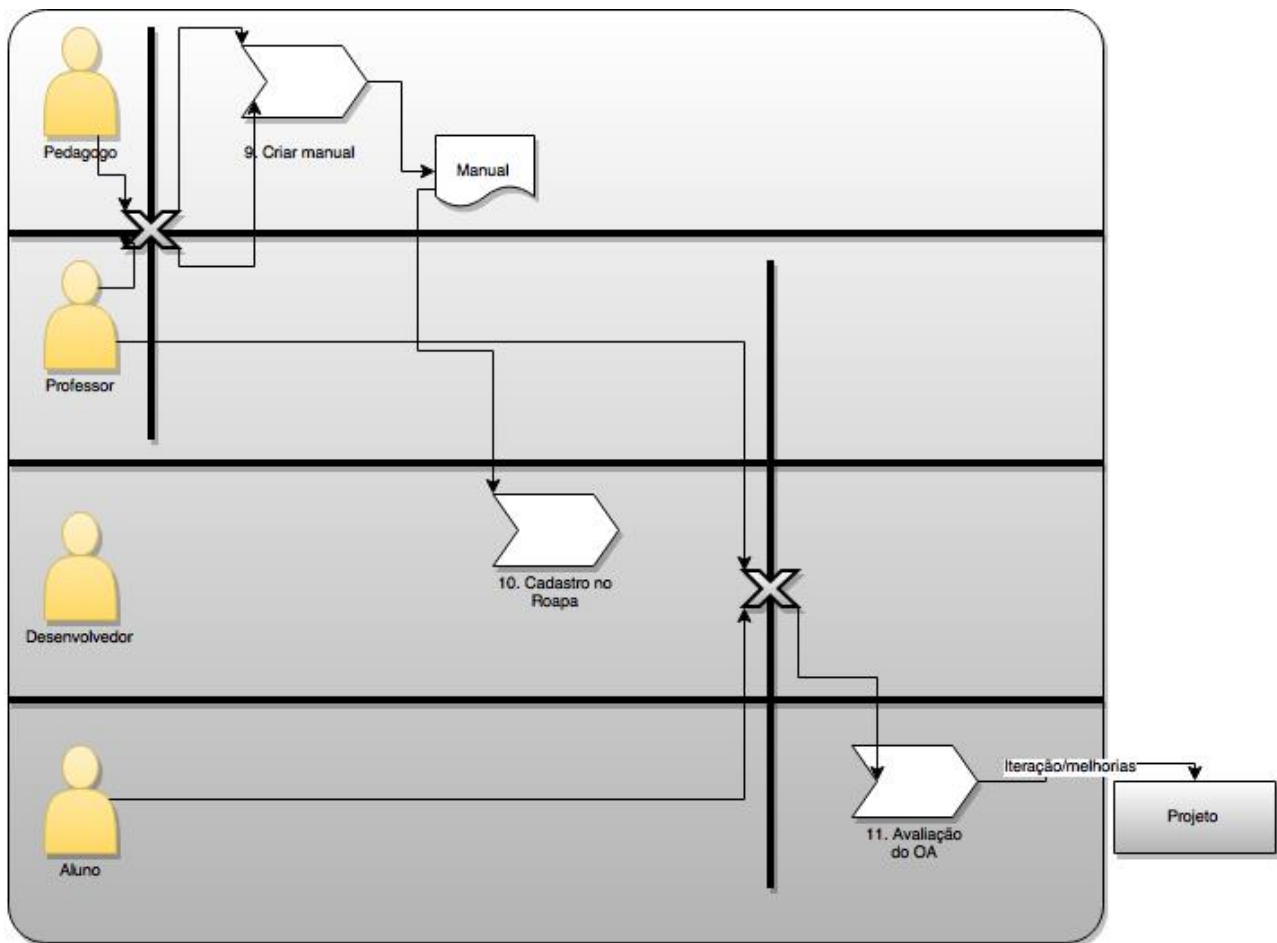 Pedagogo
9. Criar manual
Manual
Professor
10. Cadastro no
Roapa
Desenvolvedor
Iteração/melhorias
Projeto
11. Avaliação
do OA
Aluno